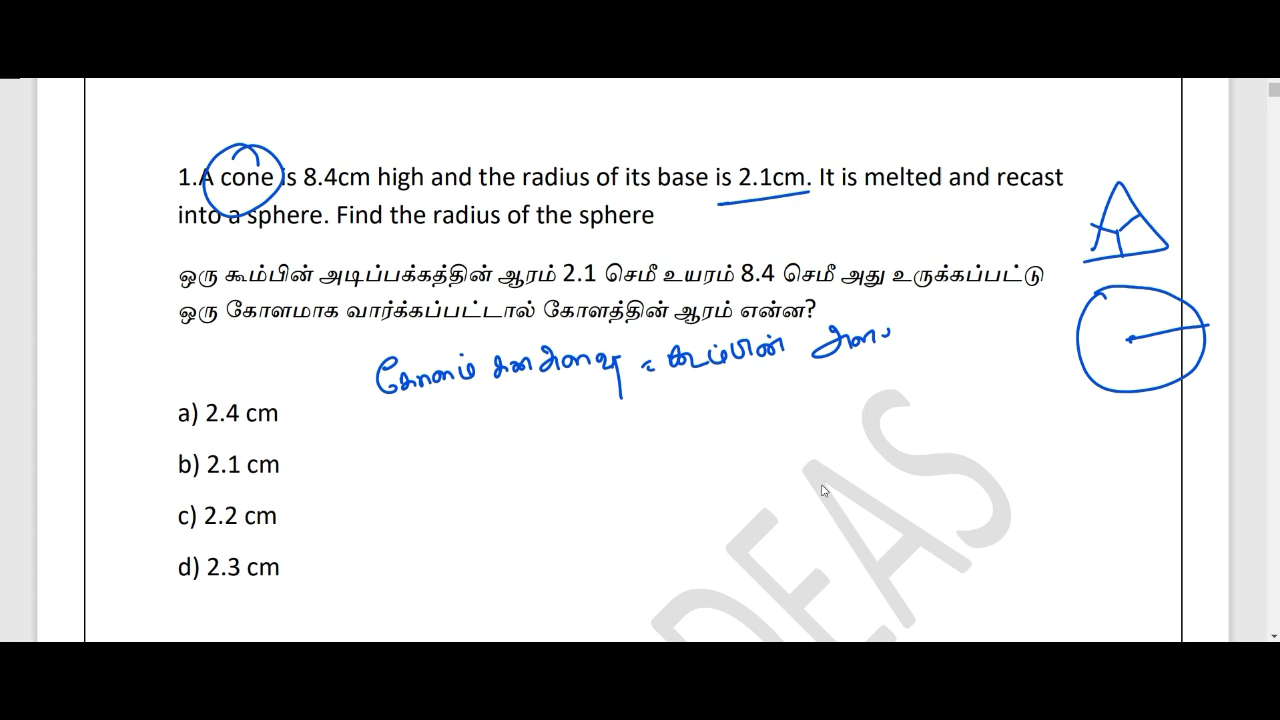 1.A cone is 8.4cm high and the radius of its base is 2.1cm. It is melted and recast
into a sphere. Find the radius of the sphere
ஒரு கூம்பின் அடிப்பக்கத்தின் ஆரம் 2.1 செமீ உயரம் 8.4 செமீ அது உருக்கப்பட்டு
ஒரு கோளமாக வார்க்கப்பட்டால் கோளத்தின் ஆரம் என்ன?
கோளம் கனஅளவு = கூம்பின்
a) 2.4 cm
b) 2.1 cm
c) 2.2 cm
d) 2.3 cm
DEAS